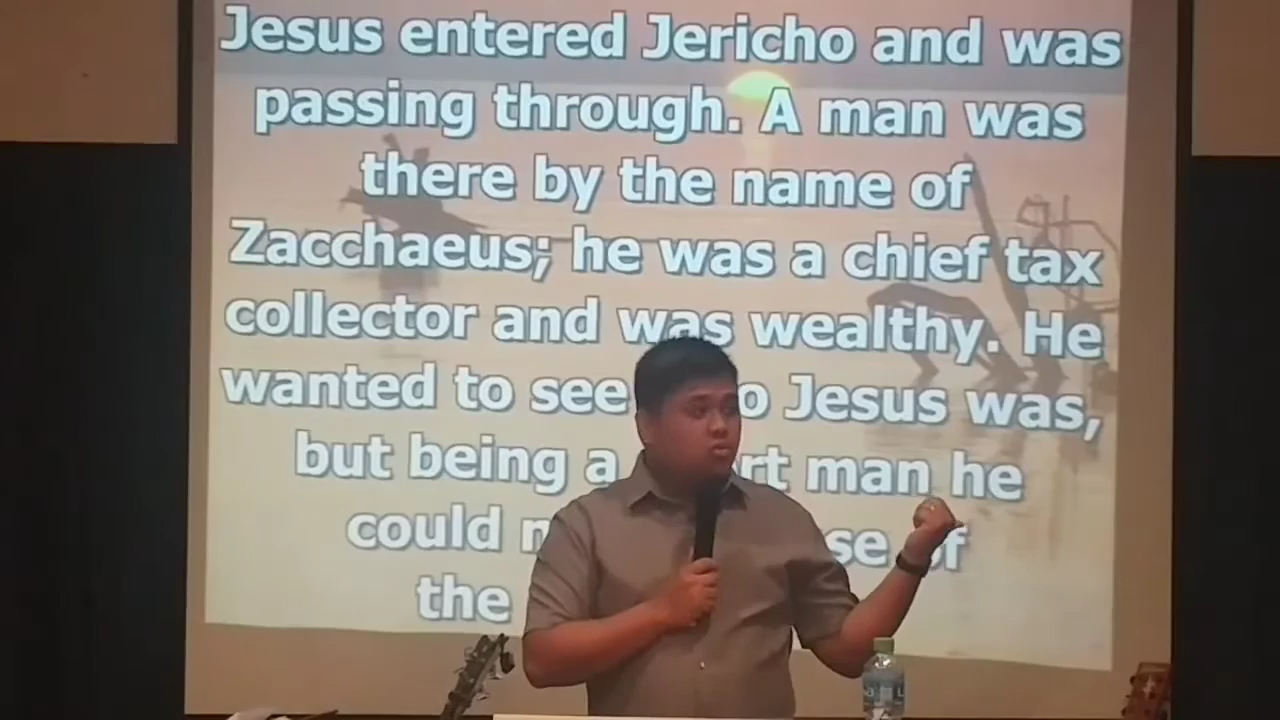 Jesus entered Jericho and was
passing through. A man was
there by the name of
Zacchaeus; he was a chief tax
collector and was wealthy. He
wanted to see Jesus was,
but being a man he
could of
the